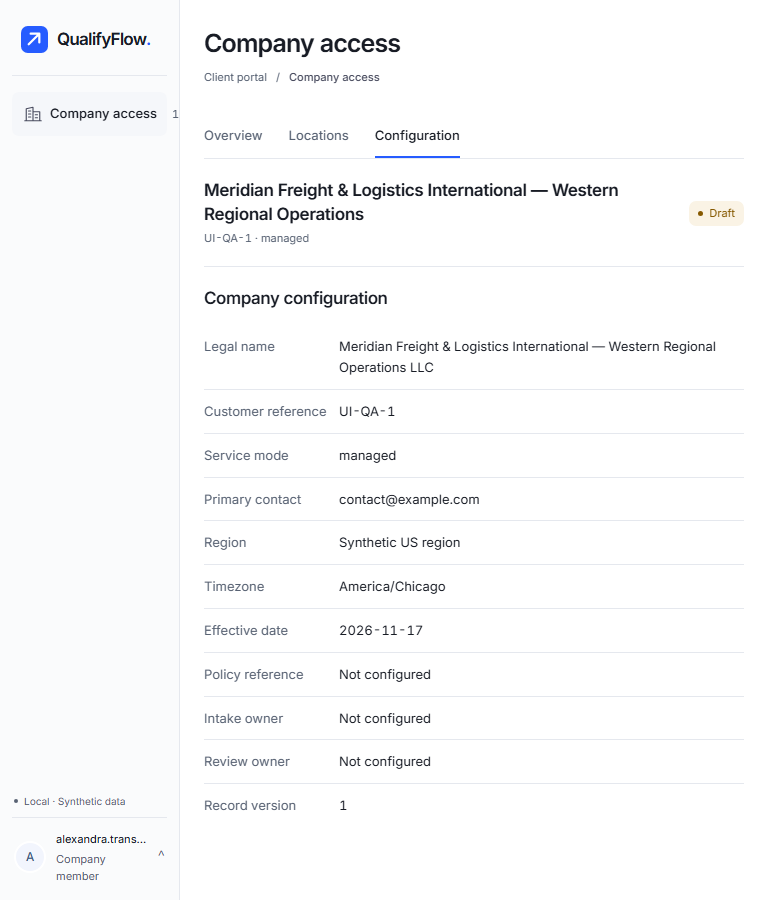 QualifyFlow.
Company access 1
Local · Synthetic data
A
alexandra.trans...
Company
member
^
Company access
Client portal / Company access
Overview Locations Configuration
Meridian Freight & Logistics International — Western
Regional Operations
UI-QA-1 · managed
Draft
Company configuration
Legal name Meridian Freight & Logistics International — Western Regional
Operations LLC
Customer reference UI-QA-1
Service mode managed
Primary contact contact@example.com
Region Synthetic US region
Timezone America/Chicago
Effective date 2026-11-17
Policy reference Not configured
Intake owner Not configured
Review owner Not configured
Record version 1